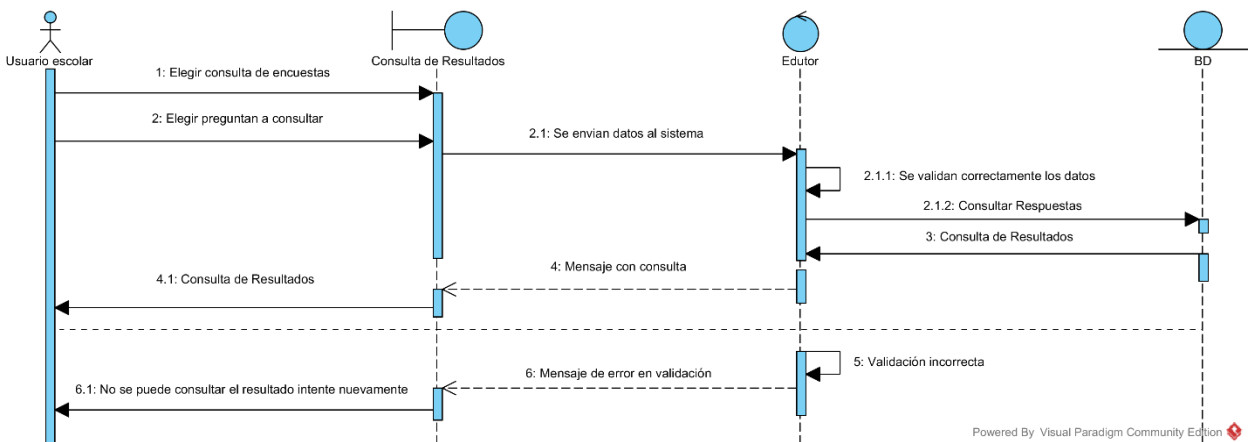 Usuario escolar
Consulta de Resultados
Edutor
BD
1: Elegir consulta de encuestas
2: Elegir preguntan a consultar
2.1: Se envian datos al sistema
2.1.1: Se validan correctamente los datos
2.1.2: Consultar Respuestas
3: Consulta de Resultados
4: Mensaje con consulta
4.1: Consulta de Resultados
5: Validación incorrecta
6: Mensaje de error en validación
6.1: No se puede consultar el resultado intente nuevamente
Powered By Visual Paradigm Community Edition